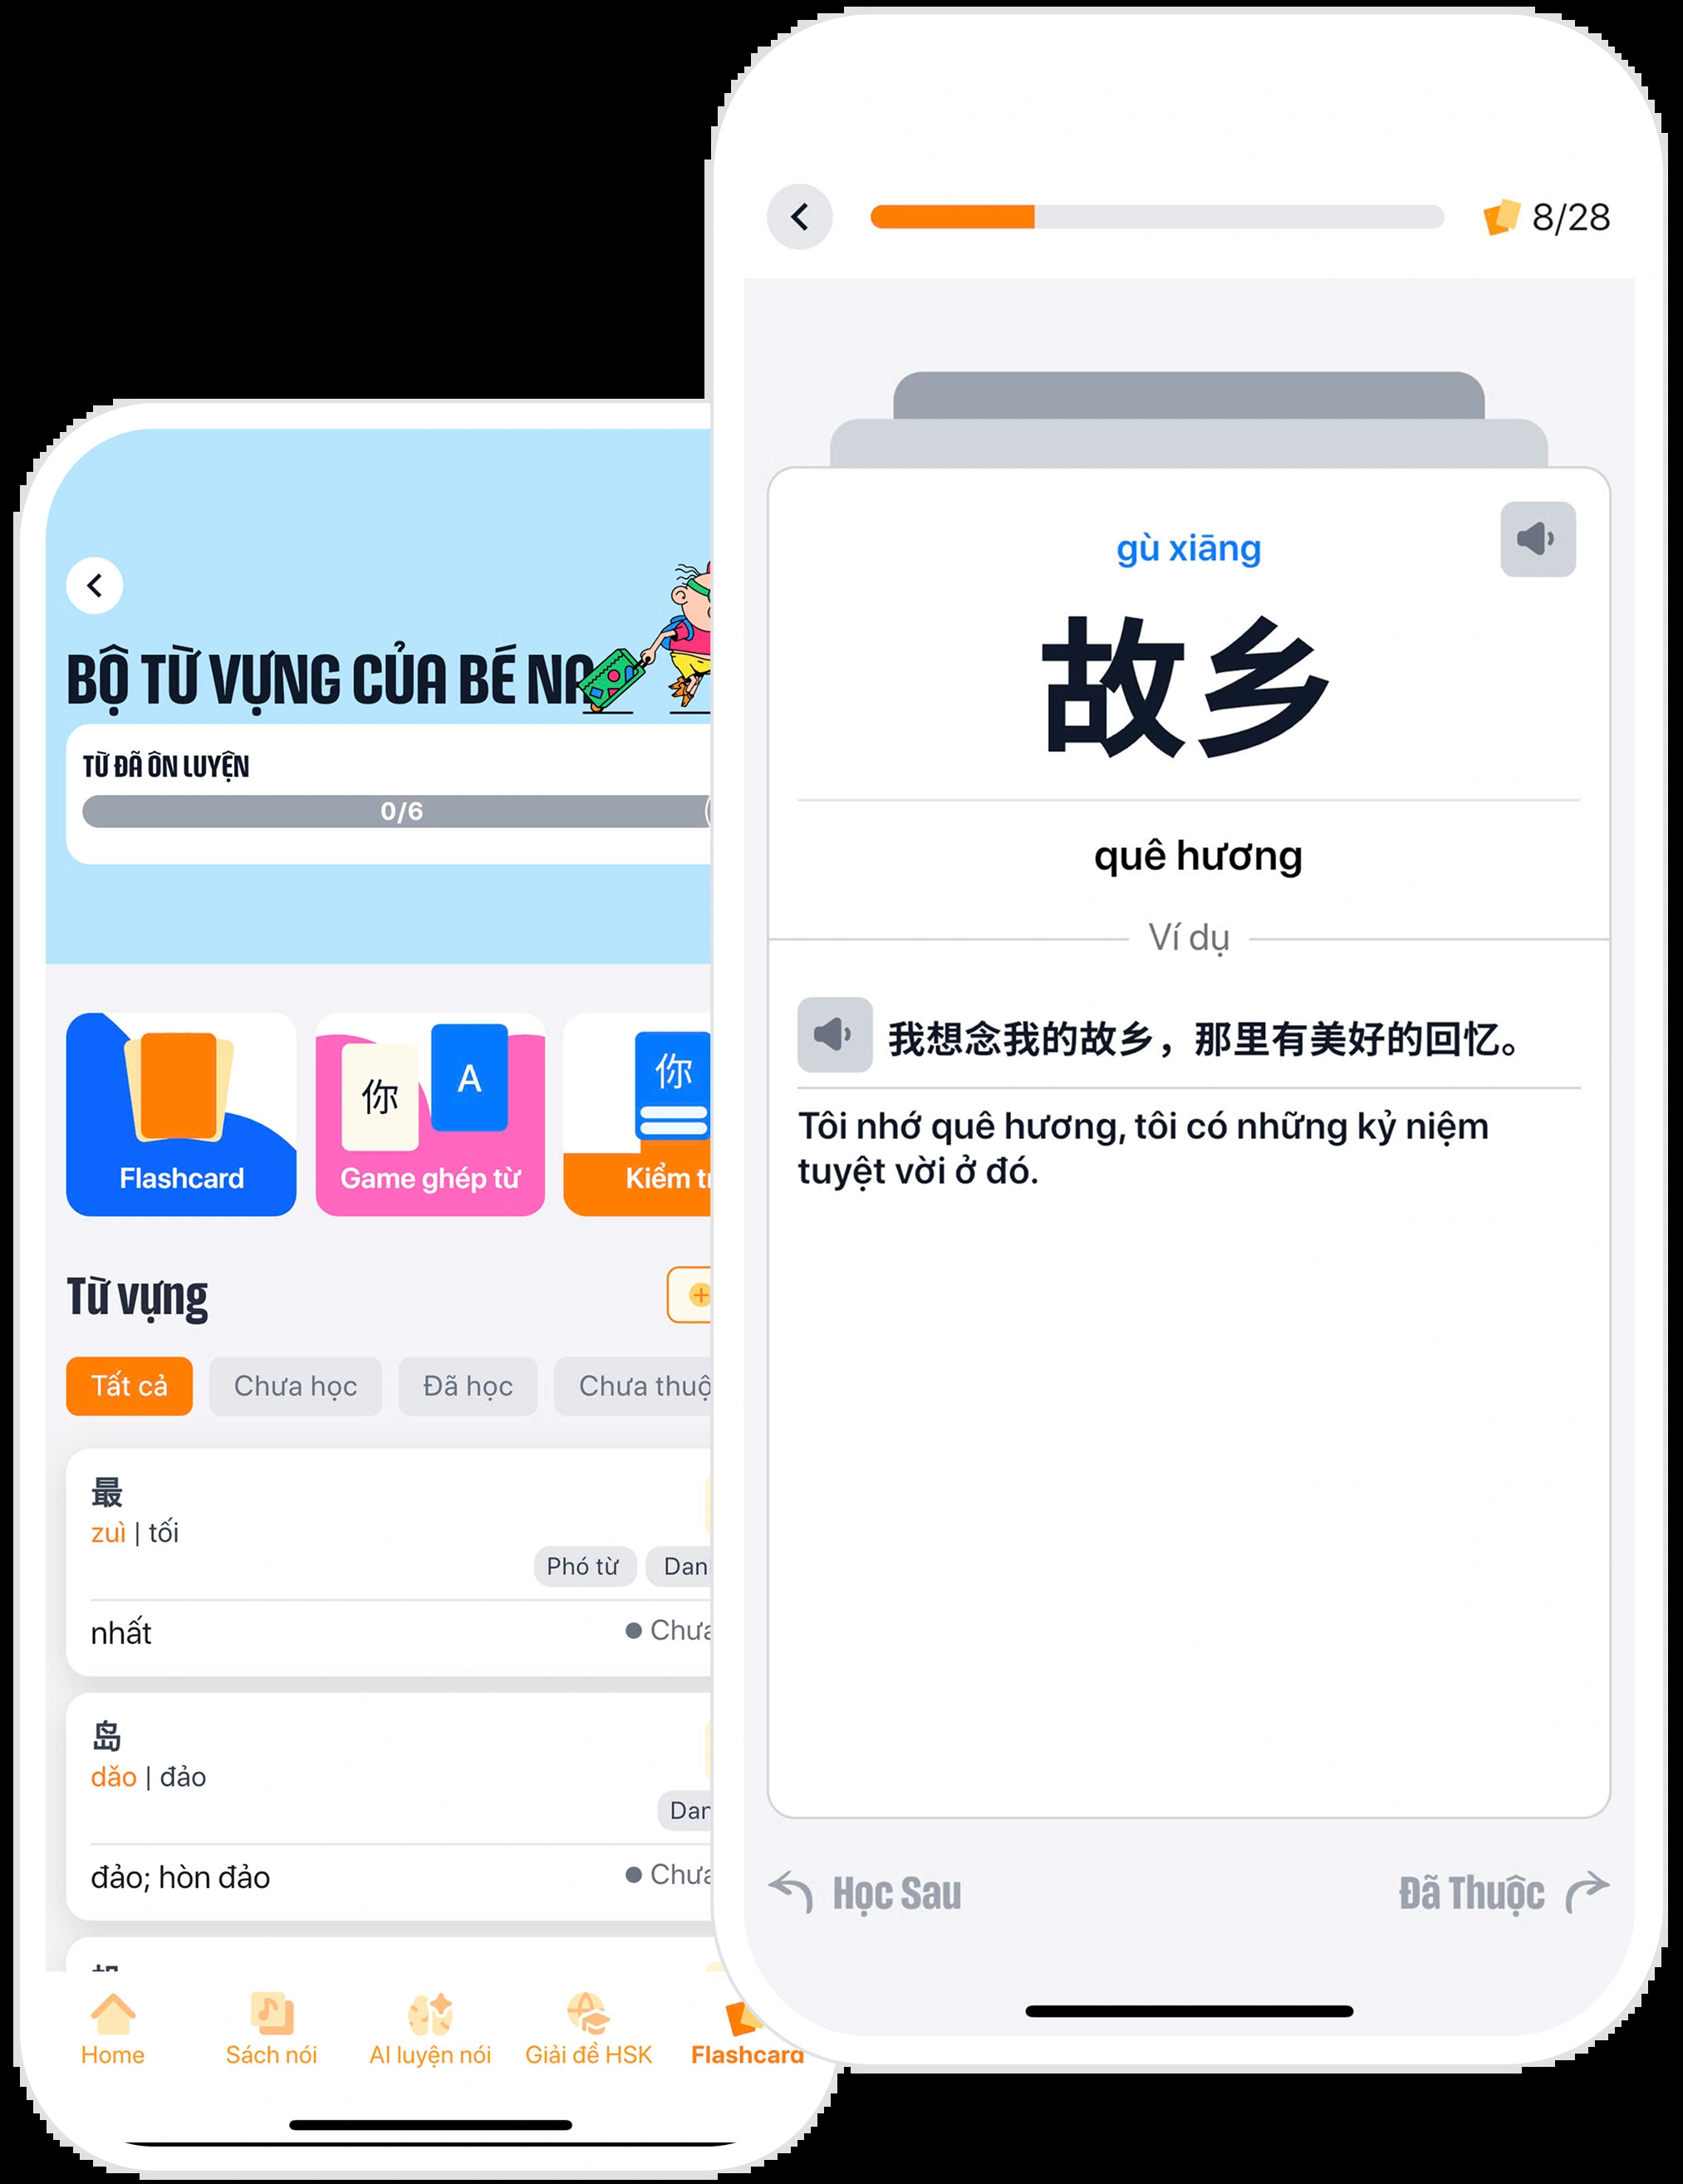 BỘ TỪ VỰNG CỦA BÉ NA
TỪ ĐÃ ÔN LUYỆN
0/6
你
A
你
Flashcard
Game ghép từ
Kiểm
Từ vựng
Tất cả
Chưa học
Đã học
Chưa
最
zuì | tối
Phó từ
nhất
Chưa
岛
dǎo | đảo
đảo; hòn đảo
Chưa
Home
Sách nói
AI luyện nói
Giải đề HSK
Flashcard
8/28
gù xiāng
故乡
quê hương
Ví dụ
我想念我的故乡，那里有美好的回忆。
Tôi nhớ quê hương, tôi có những kỷ niệm
tuyệt vời ở đó.
Học Sau
Đã Thuộc